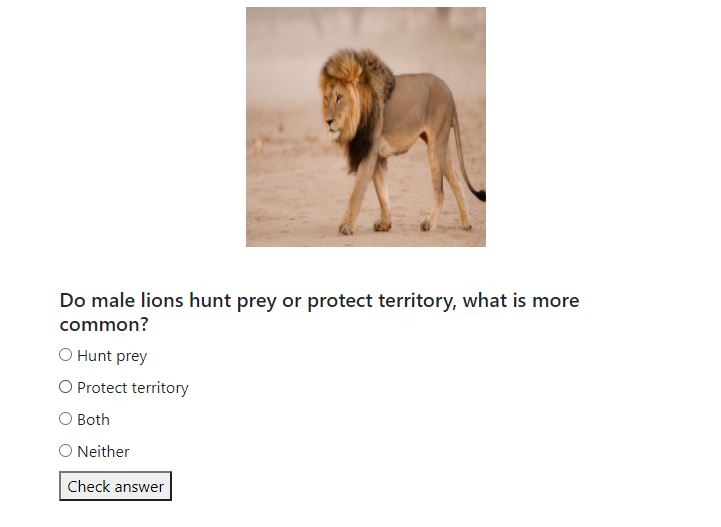 Do male lions hunt prey or protect territory, what is more
common?
Hunt prey
Protect territory
Both
Neither
Check answer